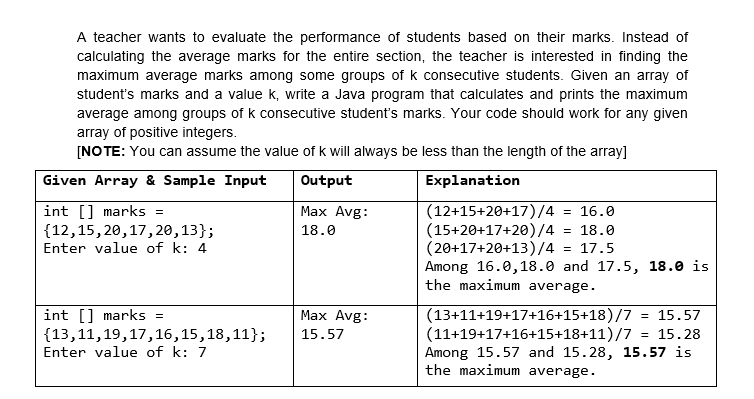 A teacher wants to evaluate the performance of students based on their marks. Instead of
calculating the average marks for the entire section, the teacher is interested in finding the
maximum average marks among some groups of k consecutive students. Given an array of
student's marks and a value k, write a Java program that calculates and prints the maximum
average among groups of k consecutive student's marks. Your code should work for any given
array of positive integers.
[NOTE: You can assume the value of k will always be less than the length of the array]
Given Array & Sample Input
Output
Explanation
int [] marks =
{12,15,20,17,20,13};
Enter value of k: 4
Max Avg:
18.0
(12+15+20+17)/4 = 16.0
(15+20+17+20)/4 = 18.0
(20+17+20+13)/4 = 17.5
Among 16.0,18.0 and 17.5, 18.0 is
the maximum average.
int [] marks =
{13,11,19,17,16,15,18,11};
Enter value of k: 7
Max Avg:
15.57
(13+11+19+17+16+15+18)/7 = 15.57
(11+19+17+16+15+18+11)/7 = 15.28
Among 15.57 and 15.28, 15.57 is
the maximum average.